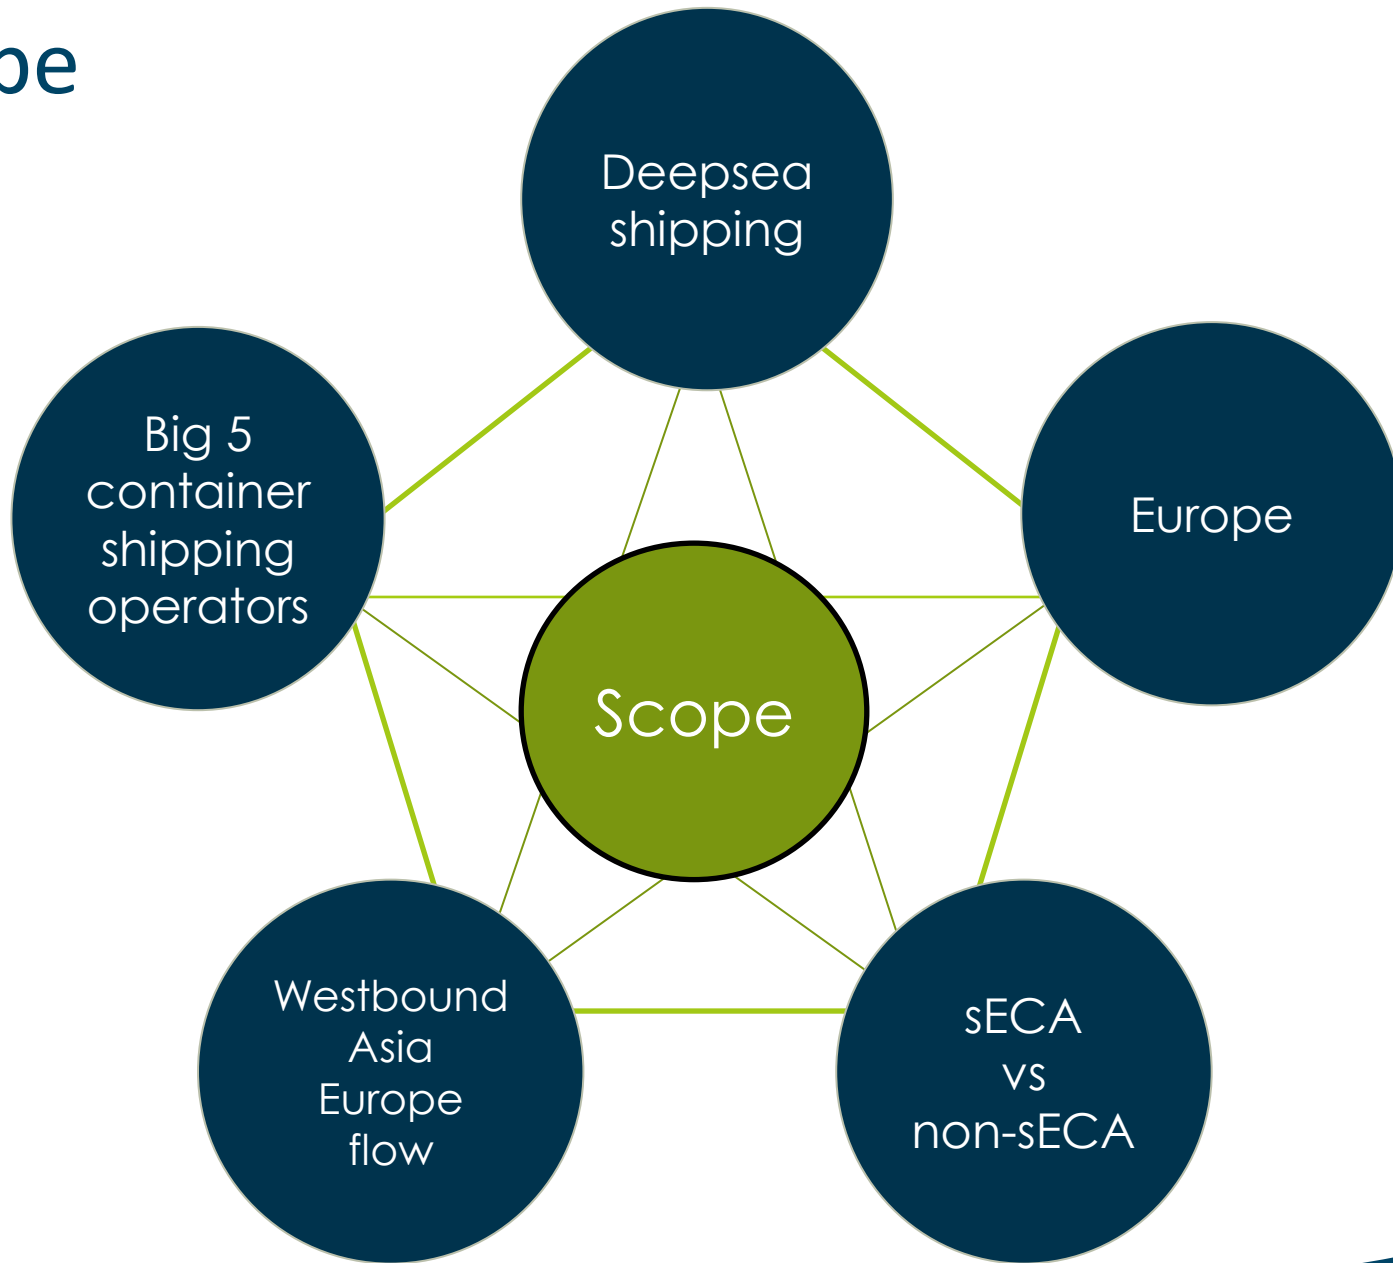 pe
Deepsea
shipping
Big 5
container
shipping
operators
Europe
Scope
Westbound
Asia
Europe
flow
sECA
vs
non-sECA